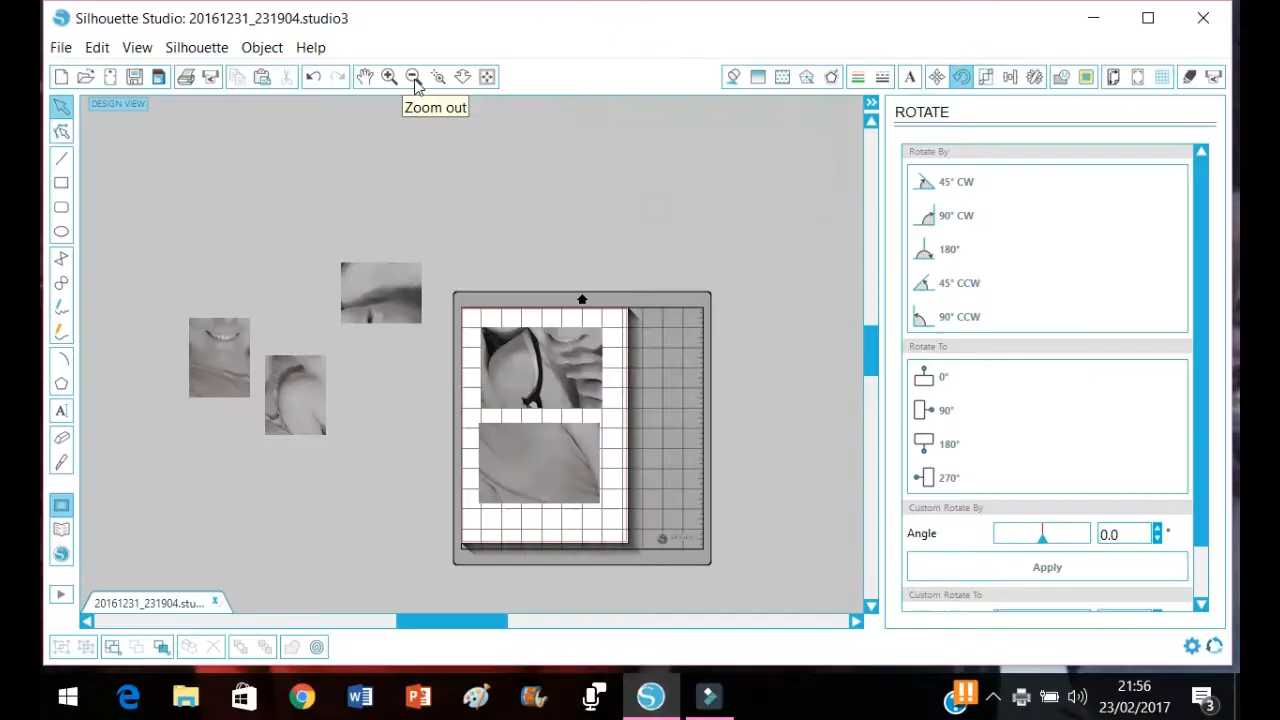 Silhouette Studio: 20161231_231904.studio3
File Edit View Silhouette Object Help
Zoom out
DESIGN VIEW
ROTATE
Rotate By
45° CW
90° CW
180°
45° CCW
90° CCW
Rotate To
0°
90°
180°
270°
Custom Rotate By
Angle 0.0 °
Apply
Custom Rotate To
20161231_231904.stu... x
21:56
23/02/2017
3